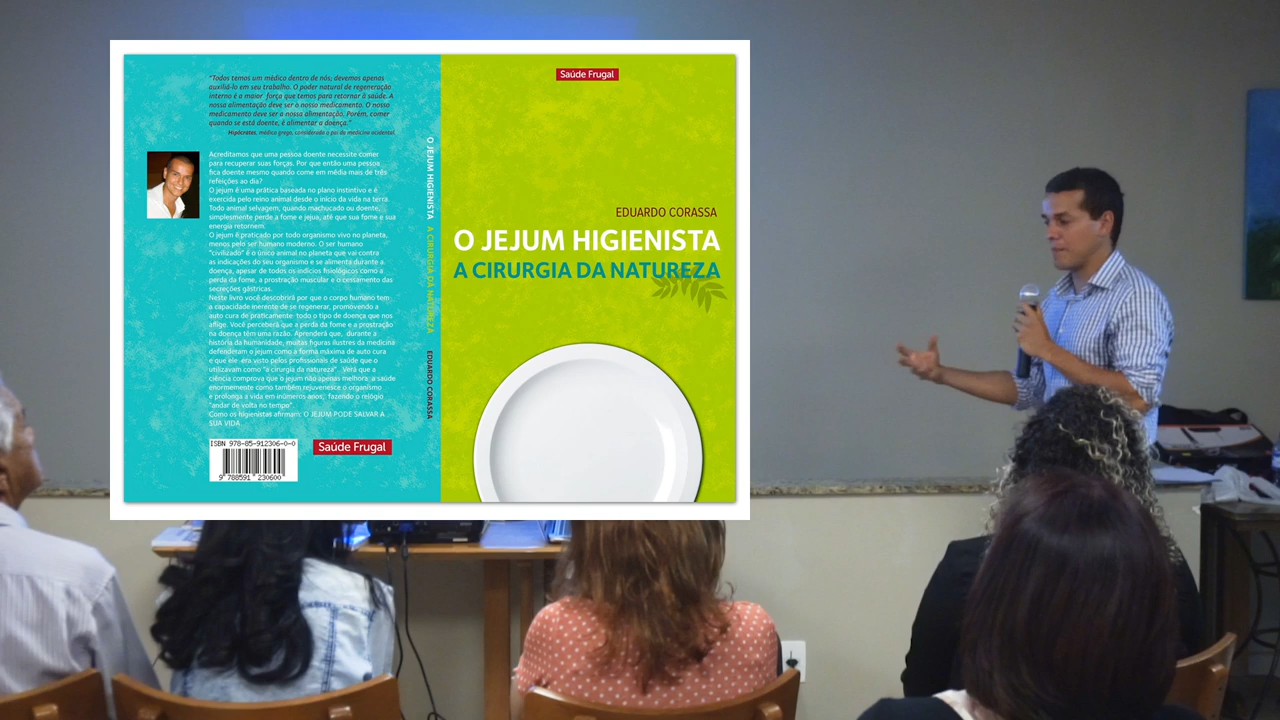 "Todos temos um médico dentro de nós; devemos apenas
auxiliá-lo em seu trabalho. O poder natural de regeneração
interno é a maior força que temos para retornar à saúde. A
nossa alimentação deve ser o nosso medicamento. O nosso
medicamento deve ser a nossa alimentação. Porém, comer
quando se está doente, é alimentar a doença."
Hipócrates, médico grego, considerado o pai da medicina ocidental.
Acreditamos que uma pessoa doente necessite comer
para recuperar suas forças. Por que então uma pessoa
fica doente mesmo quando come em média mais de três
refeições ao dia?
O jejum é uma prática baseada no plano instintivo e é
exercida pelo reino animal desde o início da vida na terra.
Todo animal selvagem, quando machucado ou doente,
simplesmente perde a fome e jejua, até que sua fome e sua
energia retornem.
O jejum é praticado por todo organismo vivo no planeta,
menos pelo ser humano moderno. O ser humano
"civilizado" é o único animal no planeta que vai contra
as indicações do seu organismo e se alimenta durante a
doença, apesar de todos os indícios fisiológicos como a
perda da fome, a prostração muscular e o cessamento das
secreções gástricas.
Neste livro você descobrirá por que o corpo humano tem
a capacidade inerente de se regenerar, promovendo a
auto cura de praticamente todo o tipo de doença que nos
aflige. Você perceberá que a perda da fome e a prostração
na doença têm uma razão. Aprenderá que, durante a
história da humanidade, muitas figuras ilustres da medicina
defenderam o jejum como a forma máxima de auto cura
e que ele era visto pelos profissionais de saúde que o
utilizavam como "a cirurgia da natureza". Verá que a
ciência comprova que o jejum não apenas melhora a saúde
enormemente como também rejuvenesce o organismo
e prolonga a vida em inúmeros anos, fazendo o relógio
"andar de volta no tempo".
Como os higienistas afirmam: O JEJUM PODE SALVAR A
SUA VIDA
ISBN 978-85-912306-0-0
9 788591 230600
Saúde Frugal
O JEJUM HIGIENISTA A CIRURGIA DA NATUREZA EDUARDO CORASSA
Saúde Frugal
EDUARDO CORASSA
O JEJUM HIGIENISTA
A CIRURGIA DA NATUREZA